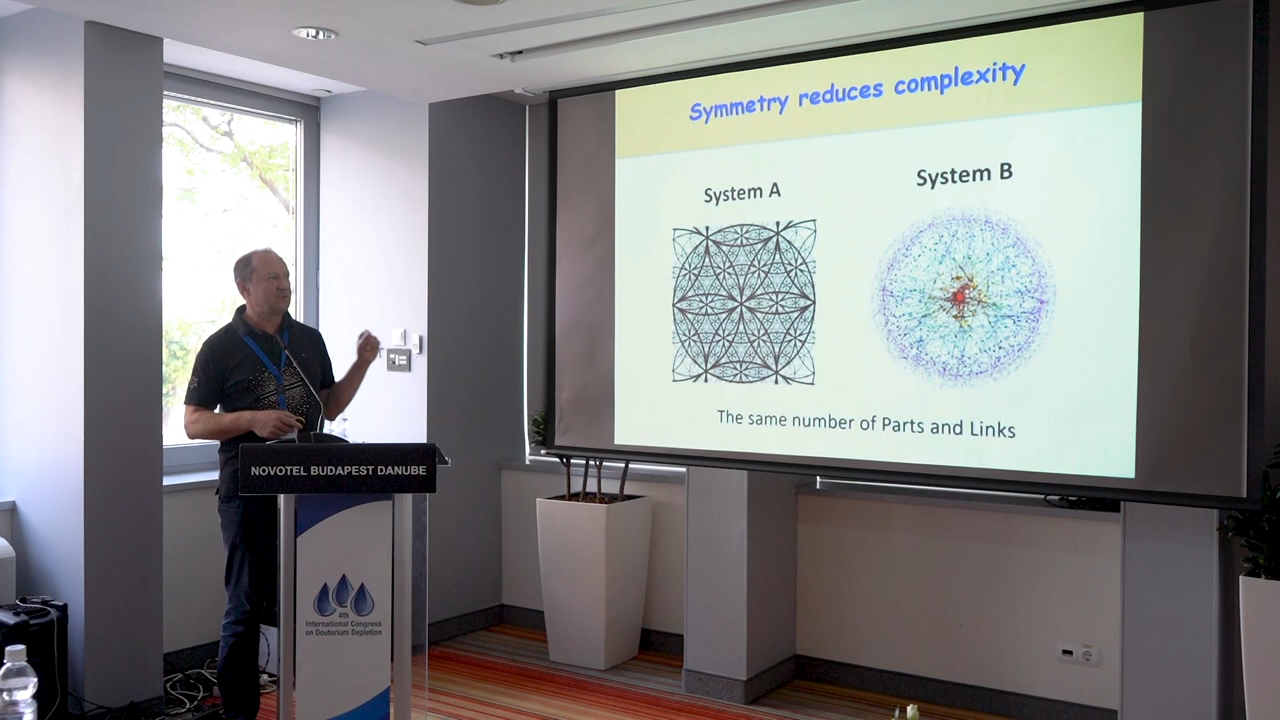 Symmetry reduces complexity
System A
System B
The same number of Parts and Links
NOVOTEL BUDAPEST DANUBE
4th
International Congress
on Deuterium Depletion